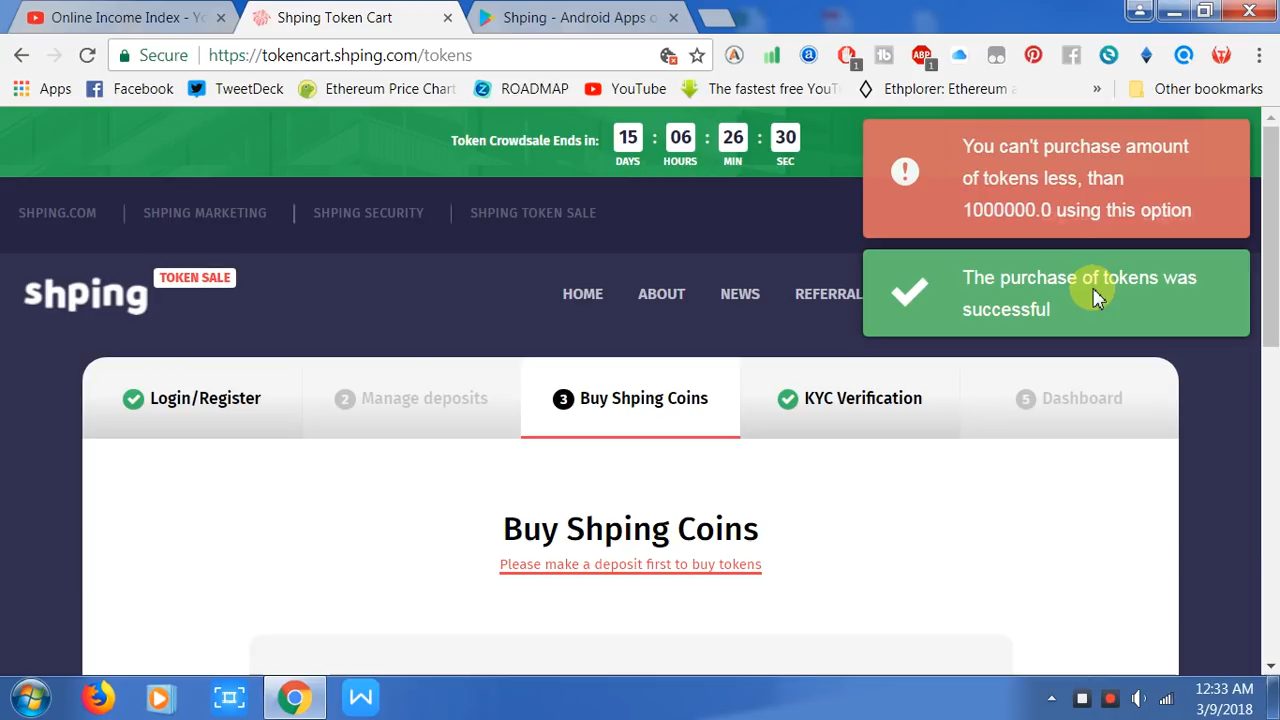 Online Income Index - Yo
Shping Token Cart
Shping - Android Apps o
Secure
https://tokencart.shping.com/tokens
1
ABP
1
Apps
Facebook
TweetDeck
Ethereum Price Chart
ROADMAP
YouTube
The fastest free YouT
Ethplorer: Ethereum
»
Other bookmarks
Token Crowdsale Ends in:
15 : 06 : 26 : 30
DAYS HOURS MIN SEC
You can't purchase amount
of tokens less, than
1000000.0 using this option
SHPING.COM
SHPING MARKETING
SHPING SECURITY
SHPING TOKEN SALE
The purchase of tokens was
successful
shping
TOKEN SALE
HOME
ABOUT
NEWS
REFERRAL
Login/Register
2 Manage deposits
3 Buy Shping Coins
KYC Verification
5 Dashboard
Buy Shping Coins
Please make a deposit first to buy tokens
12:33 AM
3/9/2018